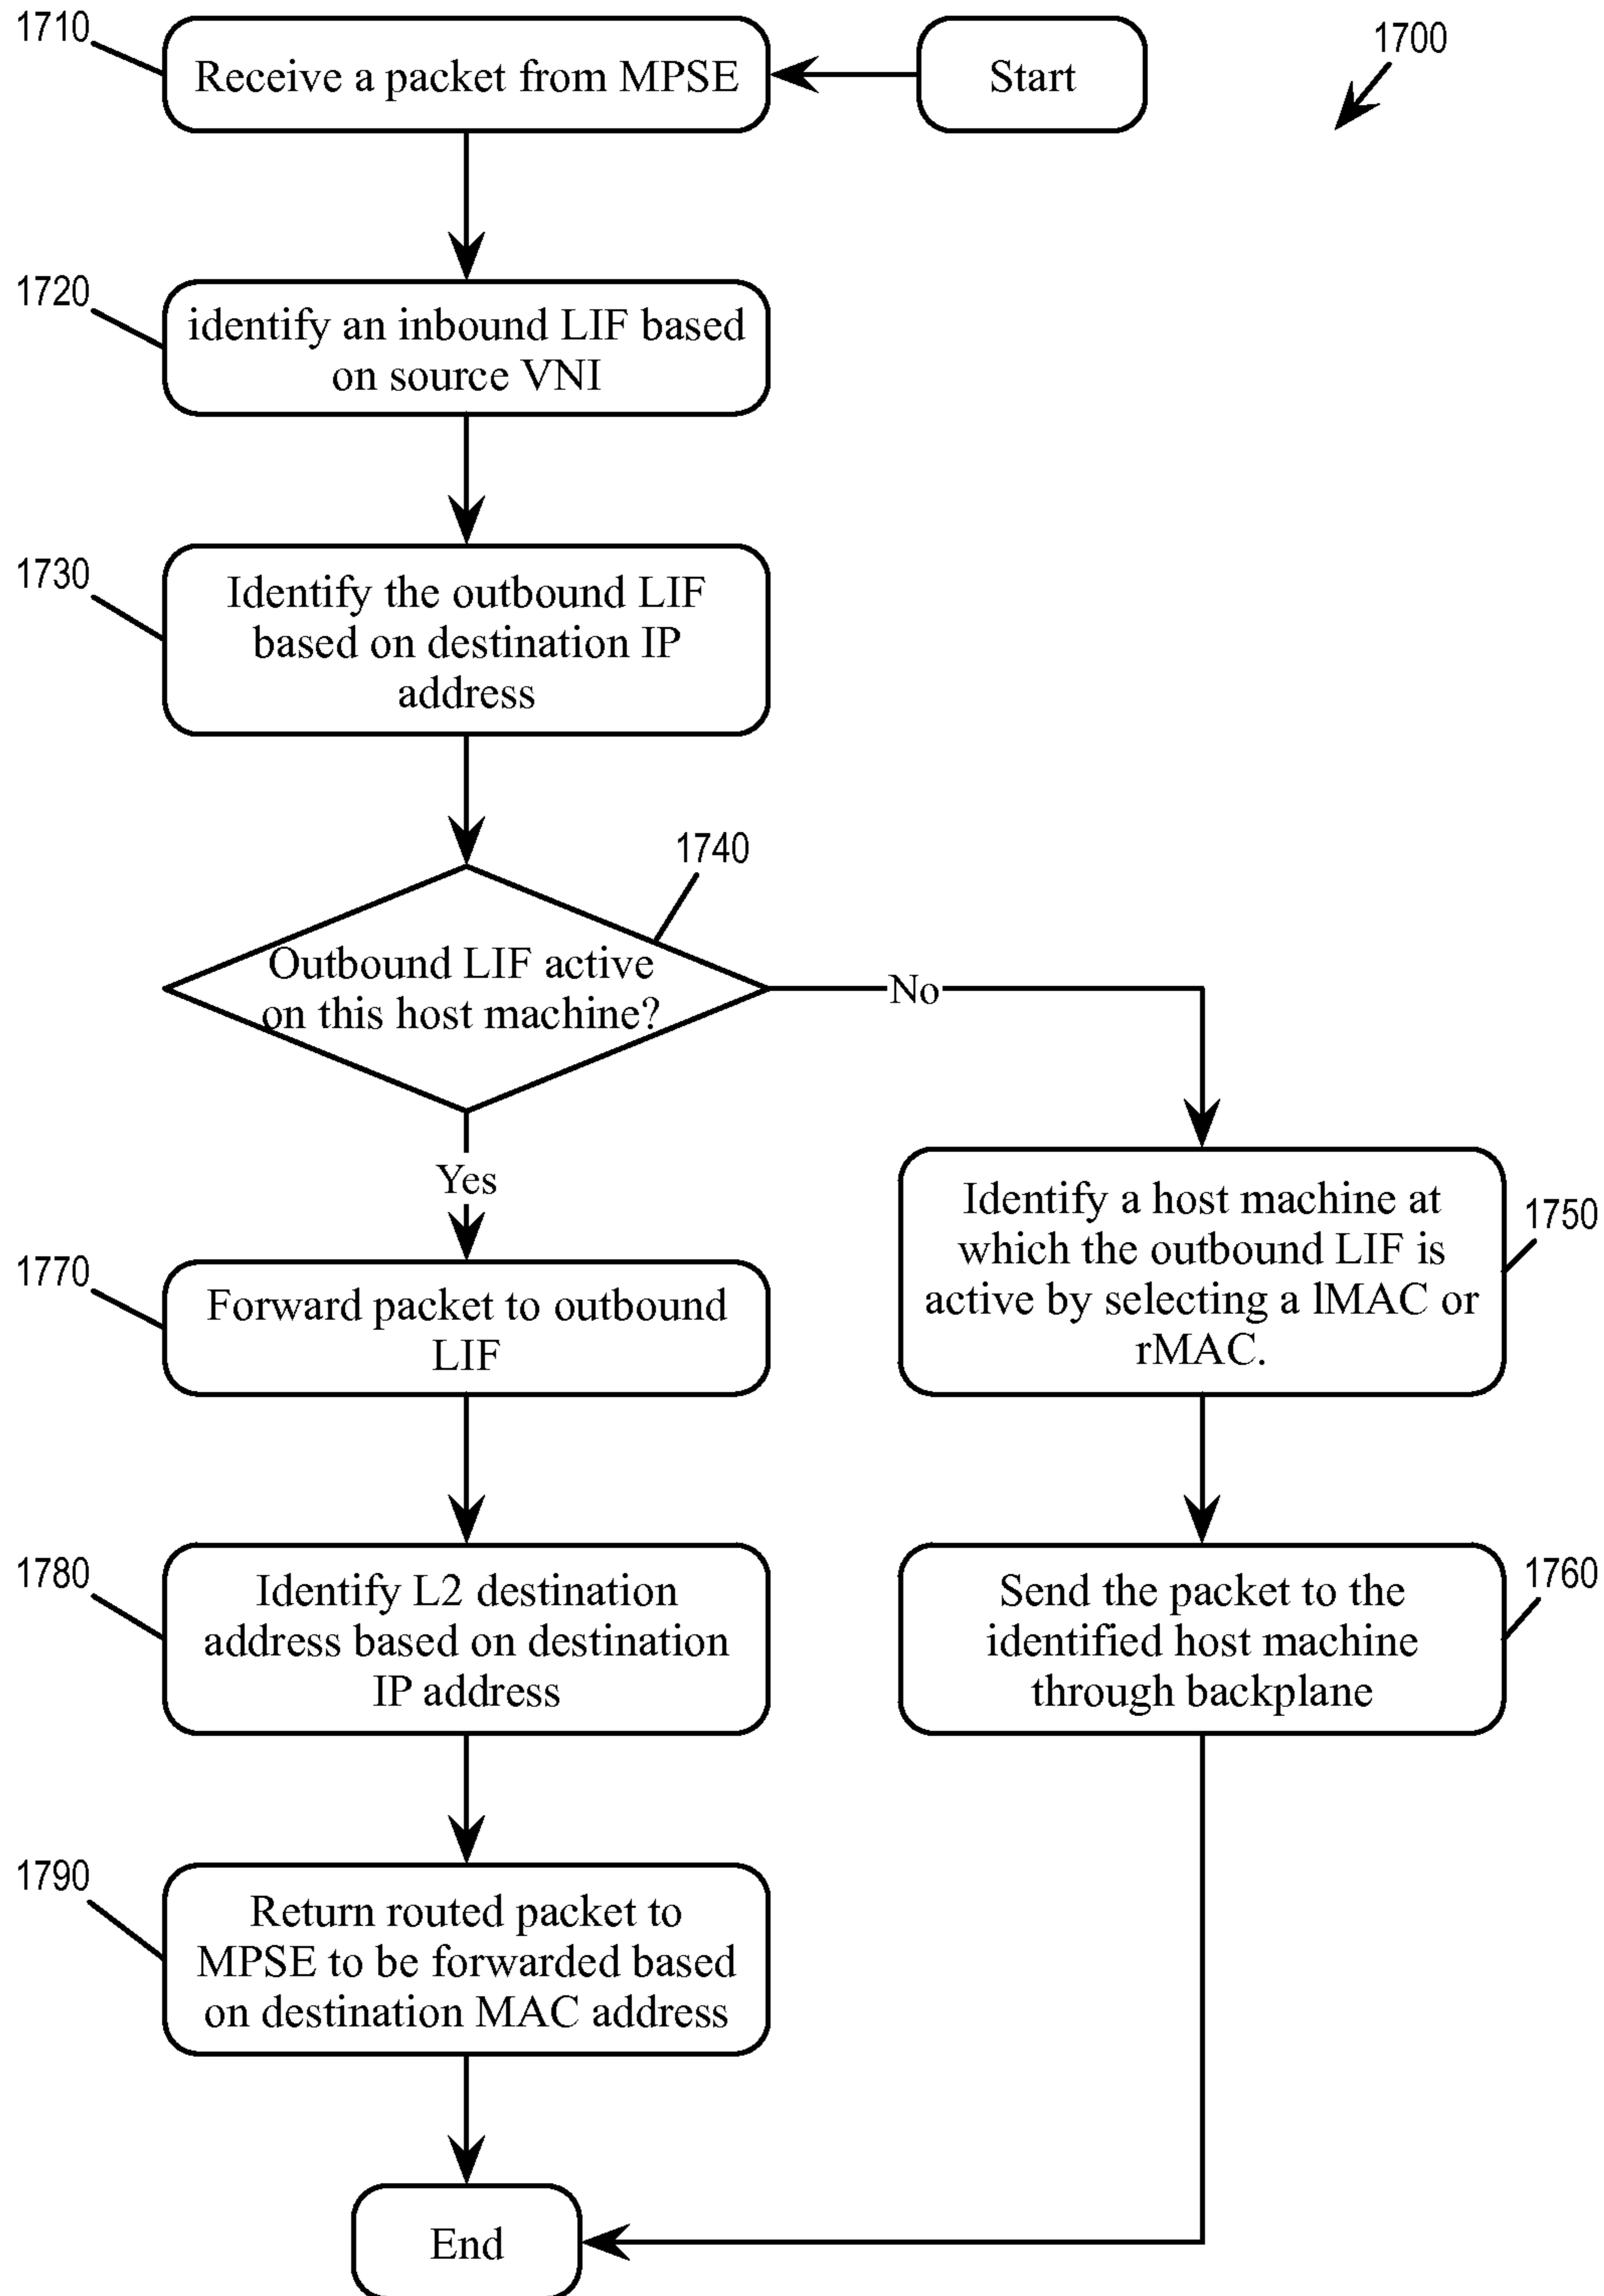 1710
Receive a packet from MPSE
Start
1700
1720
identify an inbound LIF based
on source VNI
1730
Identify the outbound LIF
based on destination IP
address
1740
Outbound LIF active
on this host machine?
No
Yes
1750
Identify a host machine at
which the outbound LIF is
active by selecting a lMAC or
rMAC.
1770
Forward packet to outbound
LIF
1780
Identify L2 destination
address based on destination
IP address
1760
Send the packet to the
identified host machine
through backplane
1790
Return routed packet to
MPSE to be forwarded based
on destination MAC address
End